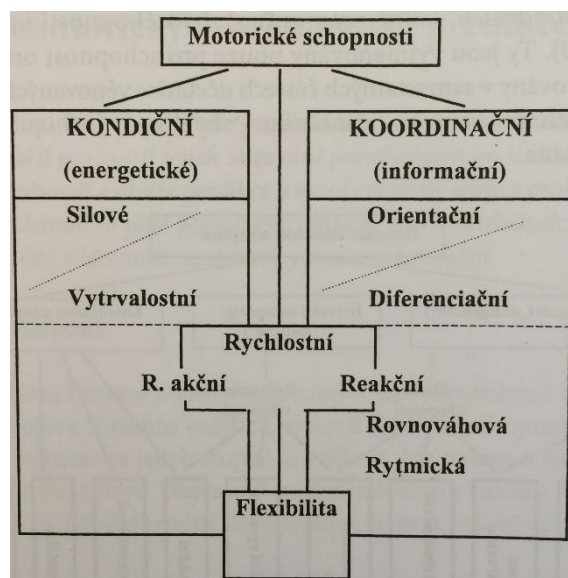 Motorické schopnosti
KONDIČNÍ
(energetické)
KOORDINAČNÍ
(informační)
Silové
Orientační
Vytrvalostní
Diferenciační
Rychlostní
R. akční
Reakční
Rovnováhová
Rytmická
Flexibilita